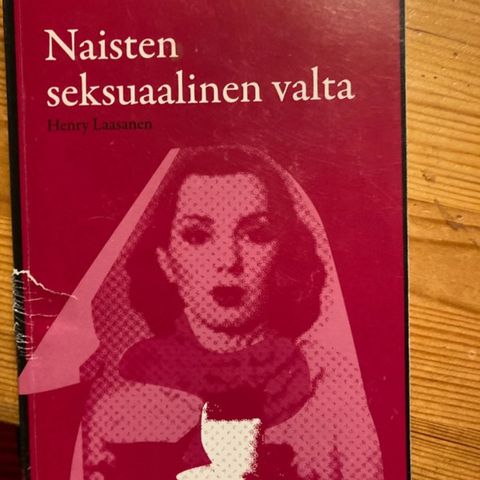 Naisten
seksuaalinen valta
Henry Laasanen